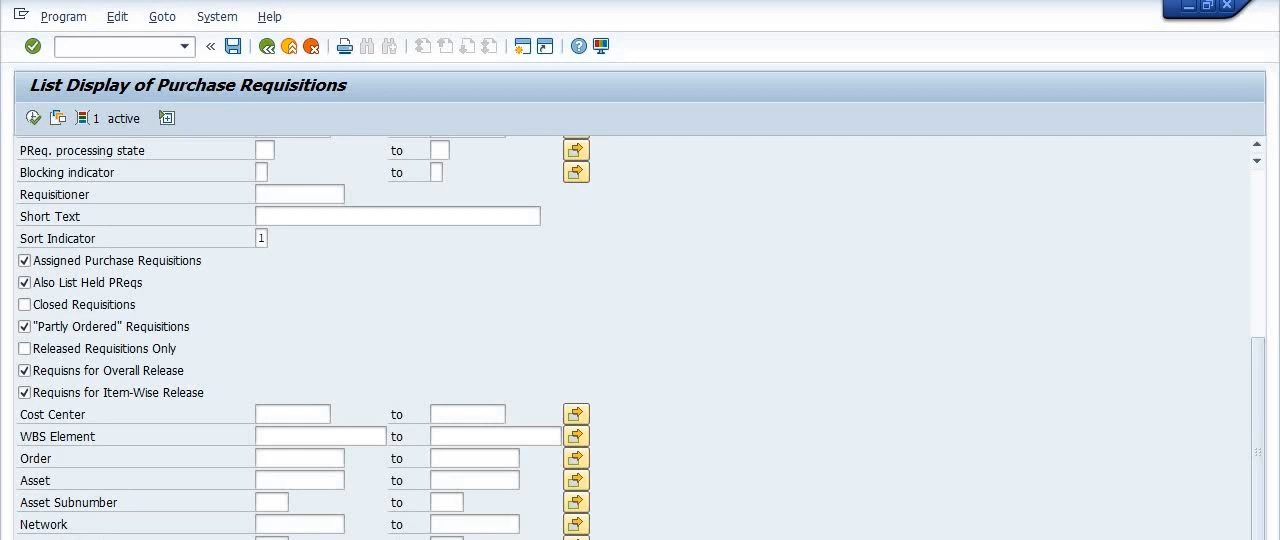 Program Edit Goto System Help
«
List Display of Purchase Requisitions
1 active
PReq. processing state to
Blocking indicator to
Requisitioner
Short Text
Sort Indicator 1
Assigned Purchase Requisitions
Also List Held PReqs
Closed Requisitions
"Partly Ordered" Requisitions
Released Requisitions Only
Requisns for Overall Release
Requisns for Item-Wise Release
Cost Center to
WBS Element to
Order to
Asset to
Asset Subnumber to
Network to